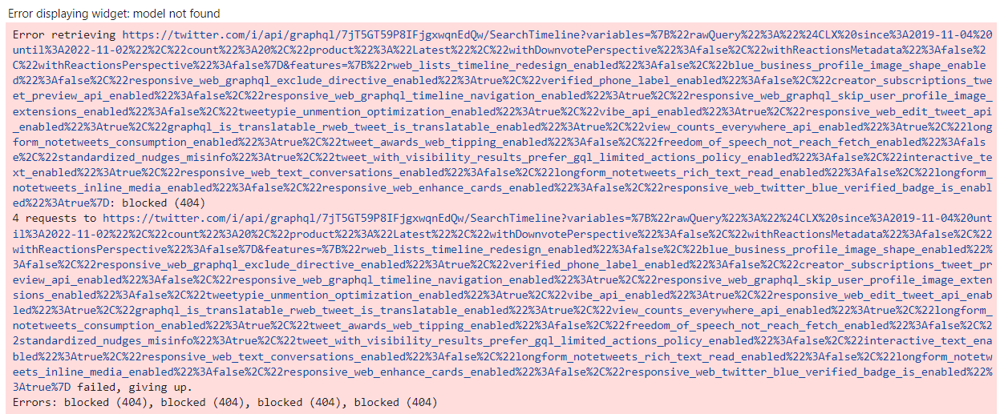 Error displaying widget: model not found
Error retrieving https://twitter.com/i/api/graphql/7jT5GT59P8IFjgxwqnEdQw/SearchTimeline?variables=%7B%22rawQuery%22%3A%22%24CLX%20since%3A2019-11-04%20
until%3A2022-11-02%22%2C%22count%22%3A20%2C%22product%22%3A%22Latest%22%2C%22withDownvotePerspective%22%3Afalse%2C%22withReactionsMetadata%22%3Afalse%2
C%22withReactionsPerspective%22%3Afalse%7D&features=%7B%22rweb_lists_timeline_redesign_enabled%22%3Afalse%2C%22blue_business_profile_image_shape_enable
d%22%3Afalse%2C%22responsive_web_graphql_exclude_directive_enabled%22%3Atrue%2C%22verified_phone_label_enabled%22%3Afalse%2C%22creator_subscriptions_twe
et_preview_api_enabled%22%3Afalse%2C%22responsive_web_graphql_timeline_navigation_enabled%22%3Atrue%2C%22responsive_web_graphql_skip_user_profile_image_
extensions_enabled%22%3Afalse%2C%22tweetypie_unmention_optimization_enabled%22%3Atrue%2C%22vibe_api_enabled%22%3Atrue%2C%22responsive_web_edit_tweet_api
_enabled%22%3Atrue%2C%22graphql_is_translatable_rweb_tweet_is_translatable_enabled%22%3Atrue%2C%22view_counts_everywhere_api_enabled%22%3Atrue%2C%22long
form_notetweets_consumption_enabled%22%3Atrue%2C%22tweet_awards_web_tipping_enabled%22%3Afalse%2C%22freedom_of_speech_not_reach_fetch_enabled%22%3Afals
e%2C%22standardized_nudges_misinfo%22%3Atrue%2C%22tweet_with_visibility_results_prefer_gql_limited_actions_policy_enabled%22%3Afalse%2C%22interactive_te
xt_enabled%22%3Atrue%2C%22responsive_web_text_conversations_enabled%22%3Afalse%2C%22longform_notetweets_rich_text_read_enabled%22%3Afalse%2C%22longform_
notetweets_inline_media_enabled%22%3Afalse%2C%22responsive_web_enhance_cards_enabled%22%3Afalse%2C%22responsive_web_twitter_blue_verified_badge_is_enabl
ed%22%3Atrue%7D: blocked (404)
4 requests to https://twitter.com/i/api/graphql/7jT5GT59P8IFjgxwqnEdQw/SearchTimeline?variables=%7B%22rawQuery%22%3A%22%24CLX%20since%3A2019-11-04%20unt
il%3A2022-11-02%22%2C%22count%22%3A20%2C%22product%22%3A%22Latest%22%2C%22withDownvotePerspective%22%3Afalse%2C%22withReactionsMetadata%22%3Afalse%2C%22
withReactionsPerspective%22%3Afalse%7D&features=%7B%22rweb_lists_timeline_redesign_enabled%22%3Afalse%2C%22blue_business_profile_image_shape_enabled%22%
3Afalse%2C%22responsive_web_graphql_exclude_directive_enabled%22%3Atrue%2C%22verified_phone_label_enabled%22%3Afalse%2C%22creator_subscriptions_tweet_pr
eview_api_enabled%22%3Afalse%2C%22responsive_web_graphql_timeline_navigation_enabled%22%3Atrue%2C%22responsive_web_graphql_skip_user_profile_image_exten
sions_enabled%22%3Afalse%2C%22tweetypie_unmention_optimization_enabled%22%3Atrue%2C%22vibe_api_enabled%22%3Atrue%2C%22responsive_web_edit_tweet_api_enab
led%22%3Atrue%2C%22graphql_is_translatable_rweb_tweet_is_translatable_enabled%22%3Atrue%2C%22view_counts_everywhere_api_enabled%22%3Atrue%2C%22longform_
notetweets_consumption_enabled%22%3Atrue%2C%22tweet_awards_web_tipping_enabled%22%3Afalse%2C%22freedom_of_speech_not_reach_fetch_enabled%22%3Afalse%2C%2
2standardized_nudges_misinfo%22%3Atrue%2C%22tweet_with_visibility_results_prefer_gql_limited_actions_policy_enabled%22%3Afalse%2C%22interactive_text_ena
bled%22%3Atrue%2C%22responsive_web_text_conversations_enabled%22%3Afalse%2C%22longform_notetweets_rich_text_read_enabled%22%3Afalse%2C%22longform_notetw
eets_inline_media_enabled%22%3Afalse%2C%22responsive_web_enhance_cards_enabled%22%3Afalse%2C%22responsive_web_twitter_blue_verified_badge_is_enabled%22%
3Atrue%7D failed, giving up.
Errors: blocked (404), blocked (404), blocked (404), blocked (404)